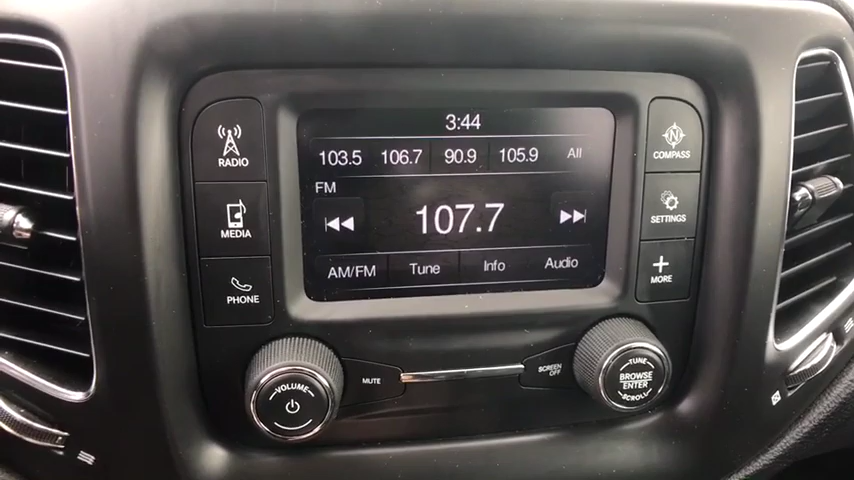 3:44
103.5 106.7 90.9 105.9 All
FM
107.7
AM/FM Tune Info Audio
RADIO
MEDIA
PHONE
N
COMPASS
SETTINGS
MORE
VOLUME
MUTE
SCREEN
OFF
TUNE
BROWSE
ENTER
SCROLL